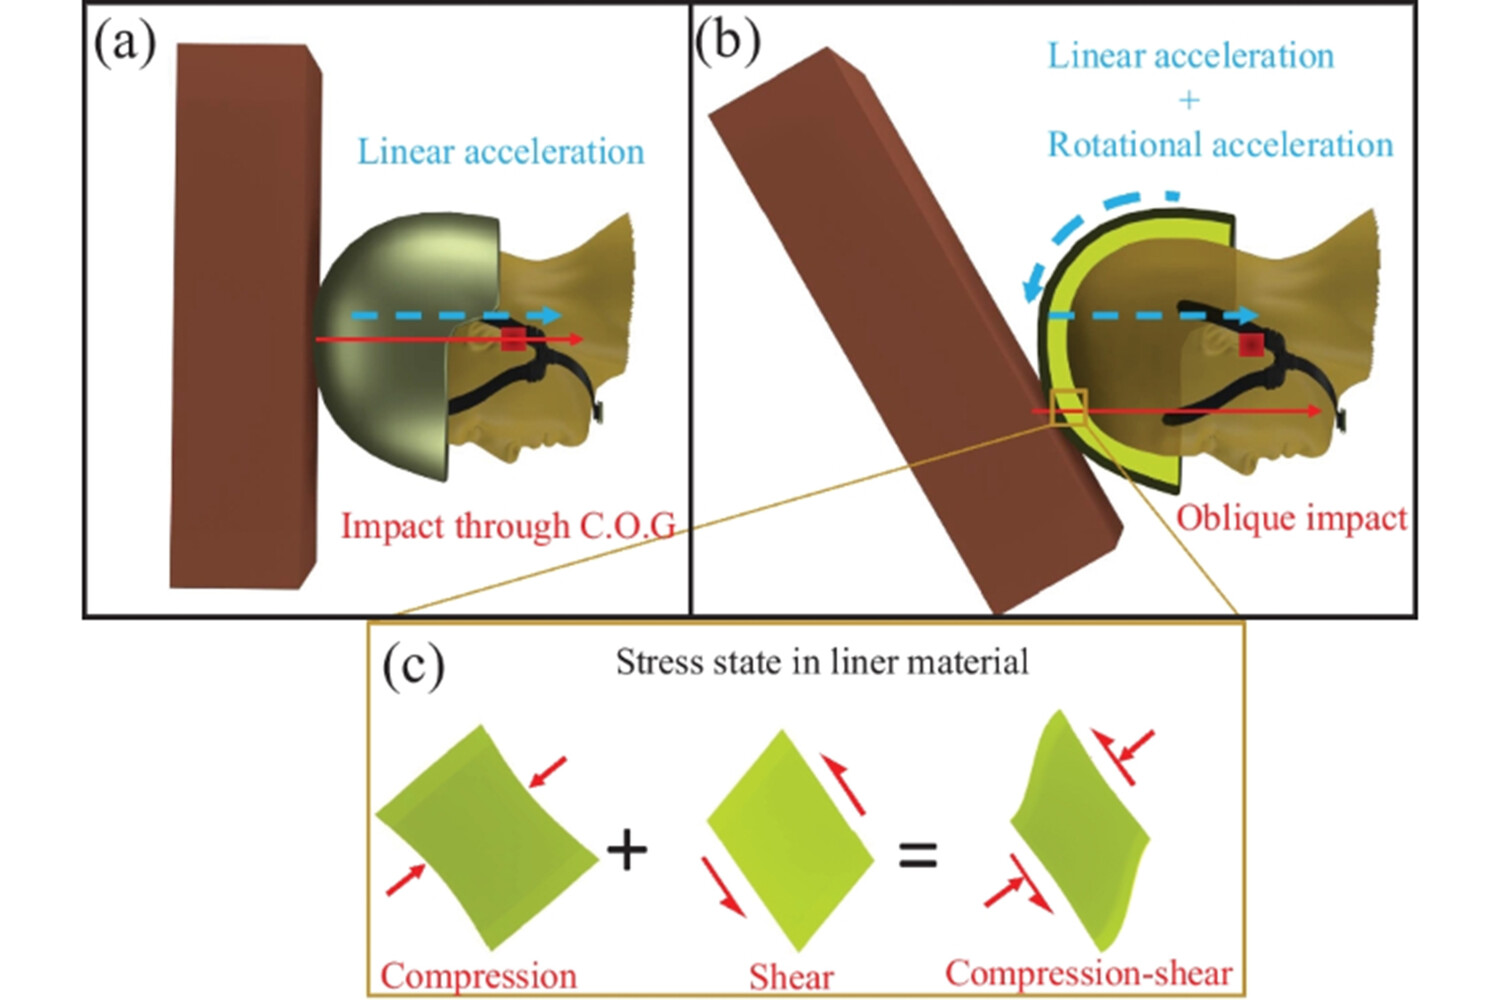 (a)
Linear acceleration
Impact through C.O.G
(b)
Linear acceleration
+
Rotational acceleration
Oblique impact
(c)
Stress state in liner material
+
=
Compression
Shear
Compression-shear